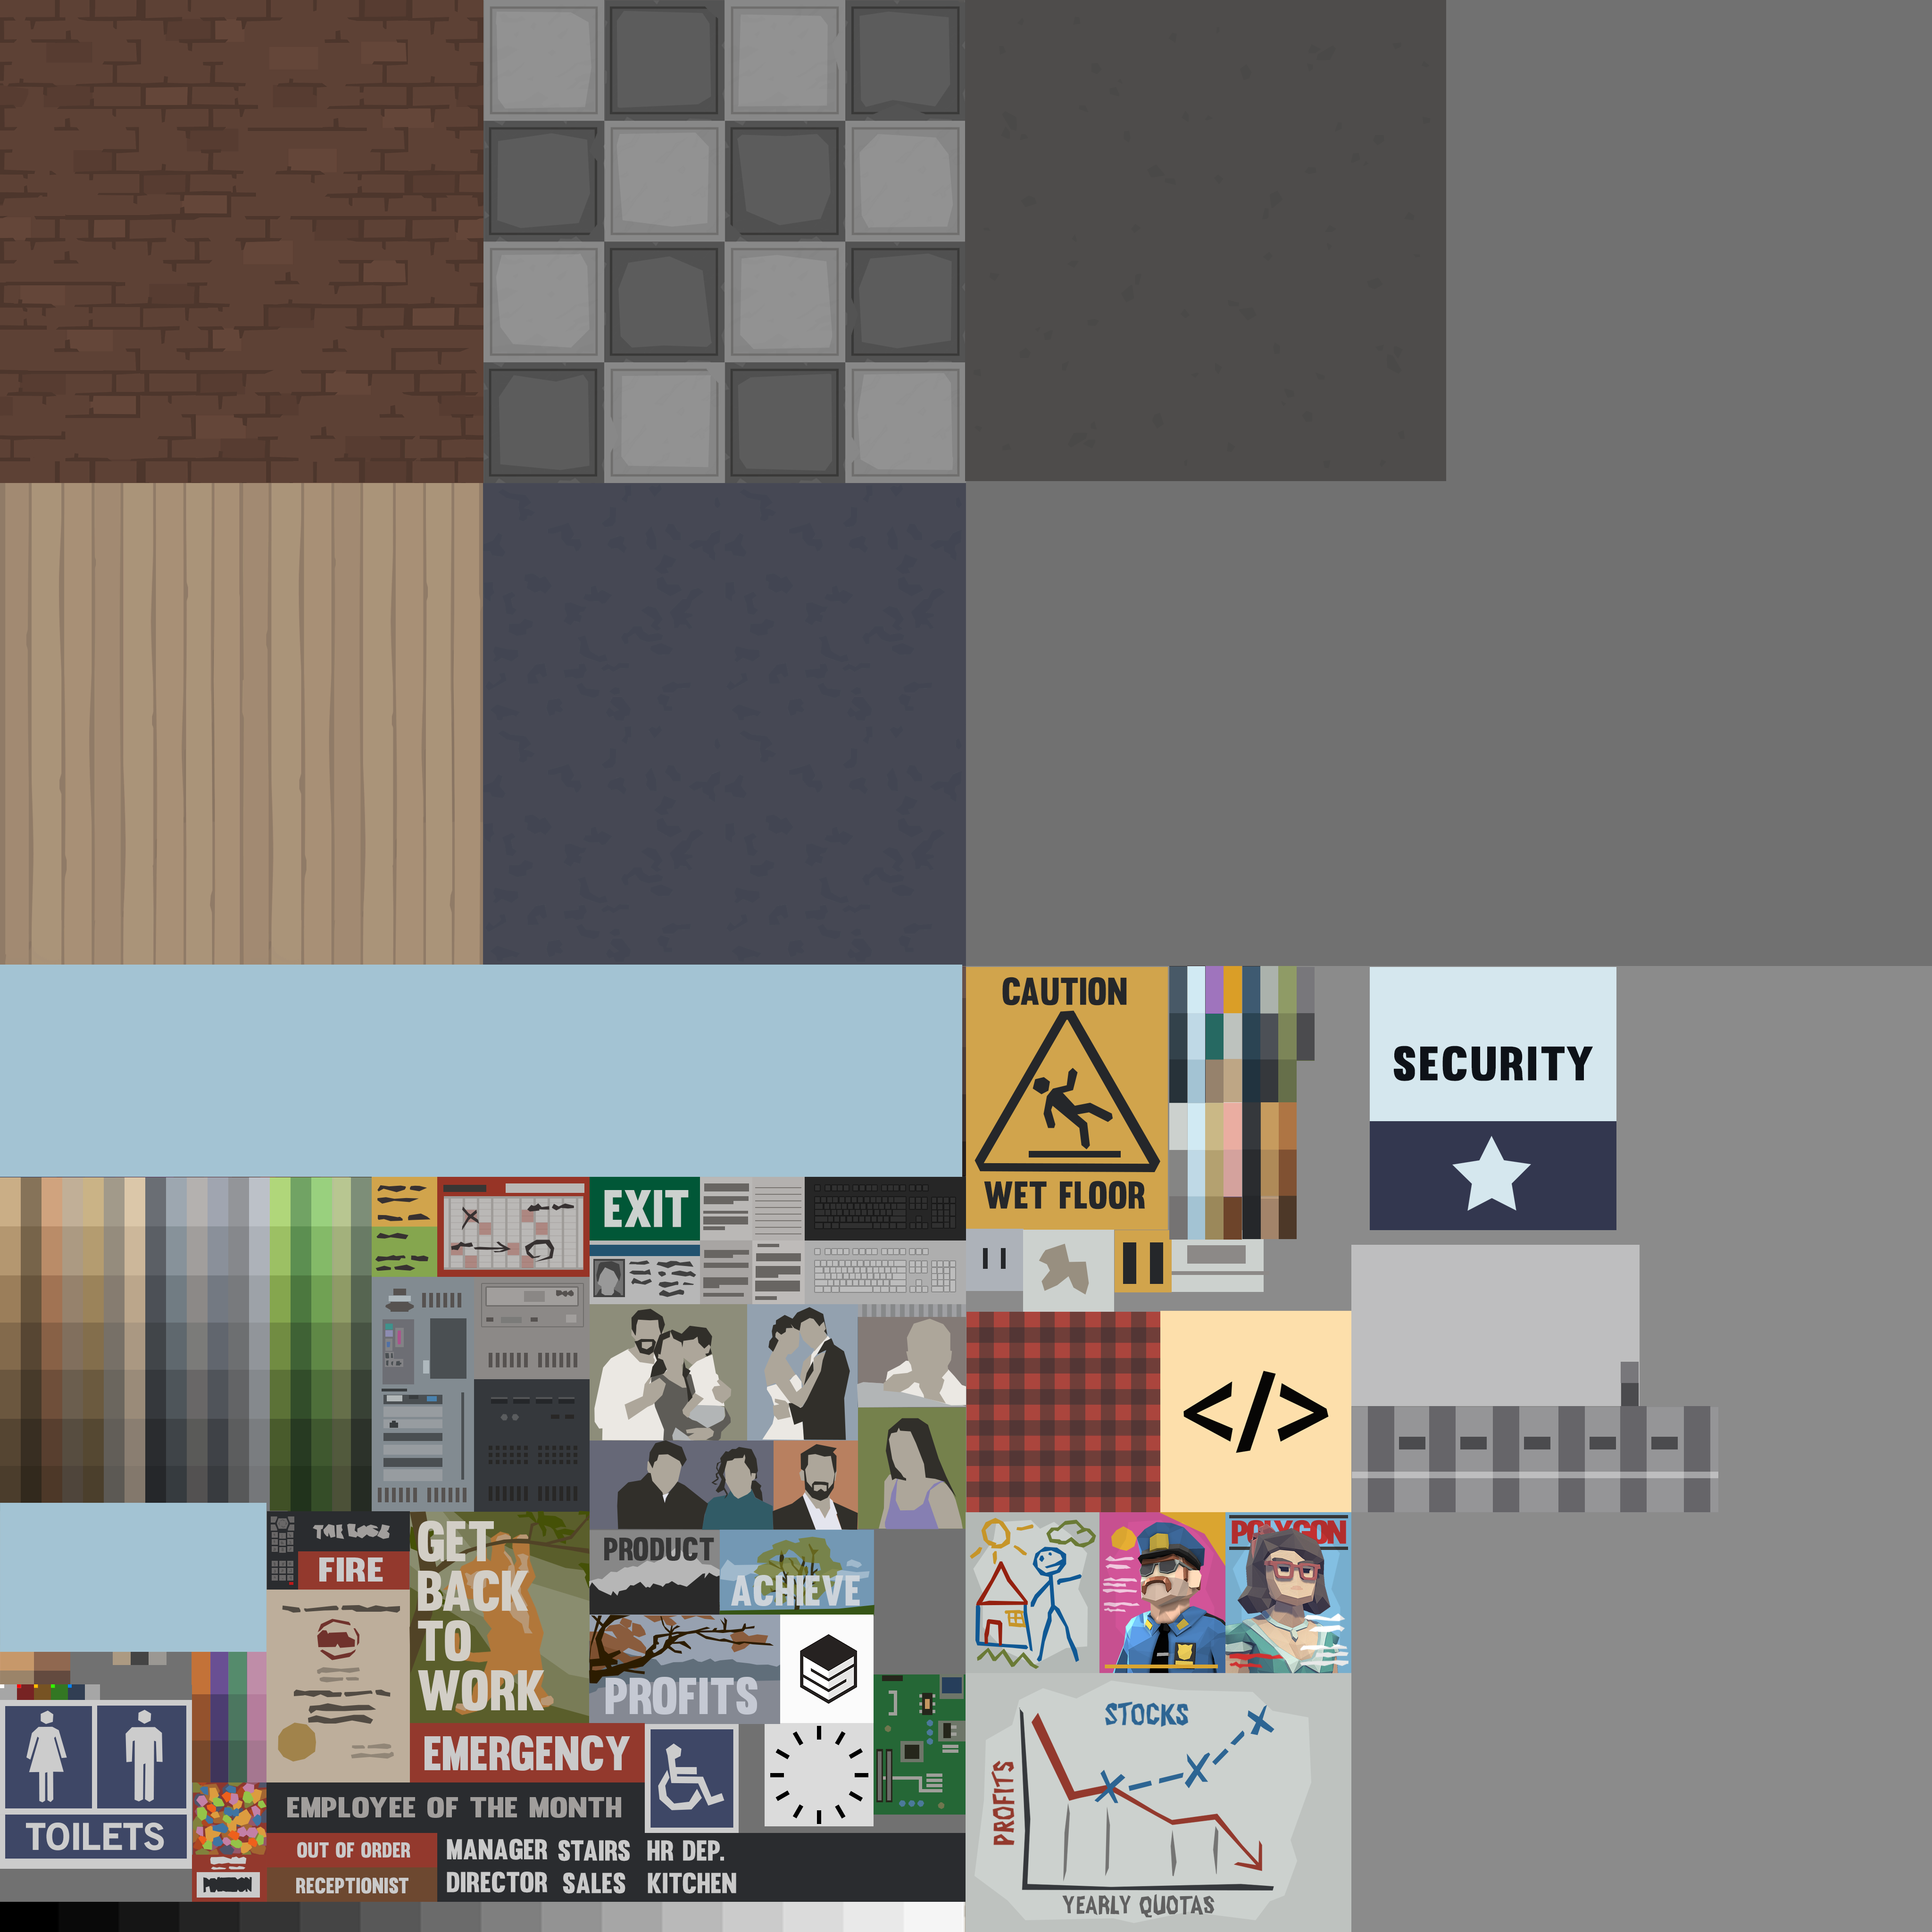 CAUTION
WET FLOOR
SECURITY
EXIT
</>
FIRE
GET
BACK
TO
WORK
PRODUCT
ACHIEVE
PROFITS
POLYGON
EMERGENCY
EMPLOYEE OF THE MONTH
TOILETS
OUT OF ORDER
RECEPTIONIST
MANAGER STAIRS HR DEP.
DIRECTOR SALES KITCHEN
STOCKS
PROFITS
YEARLY QUOTAS